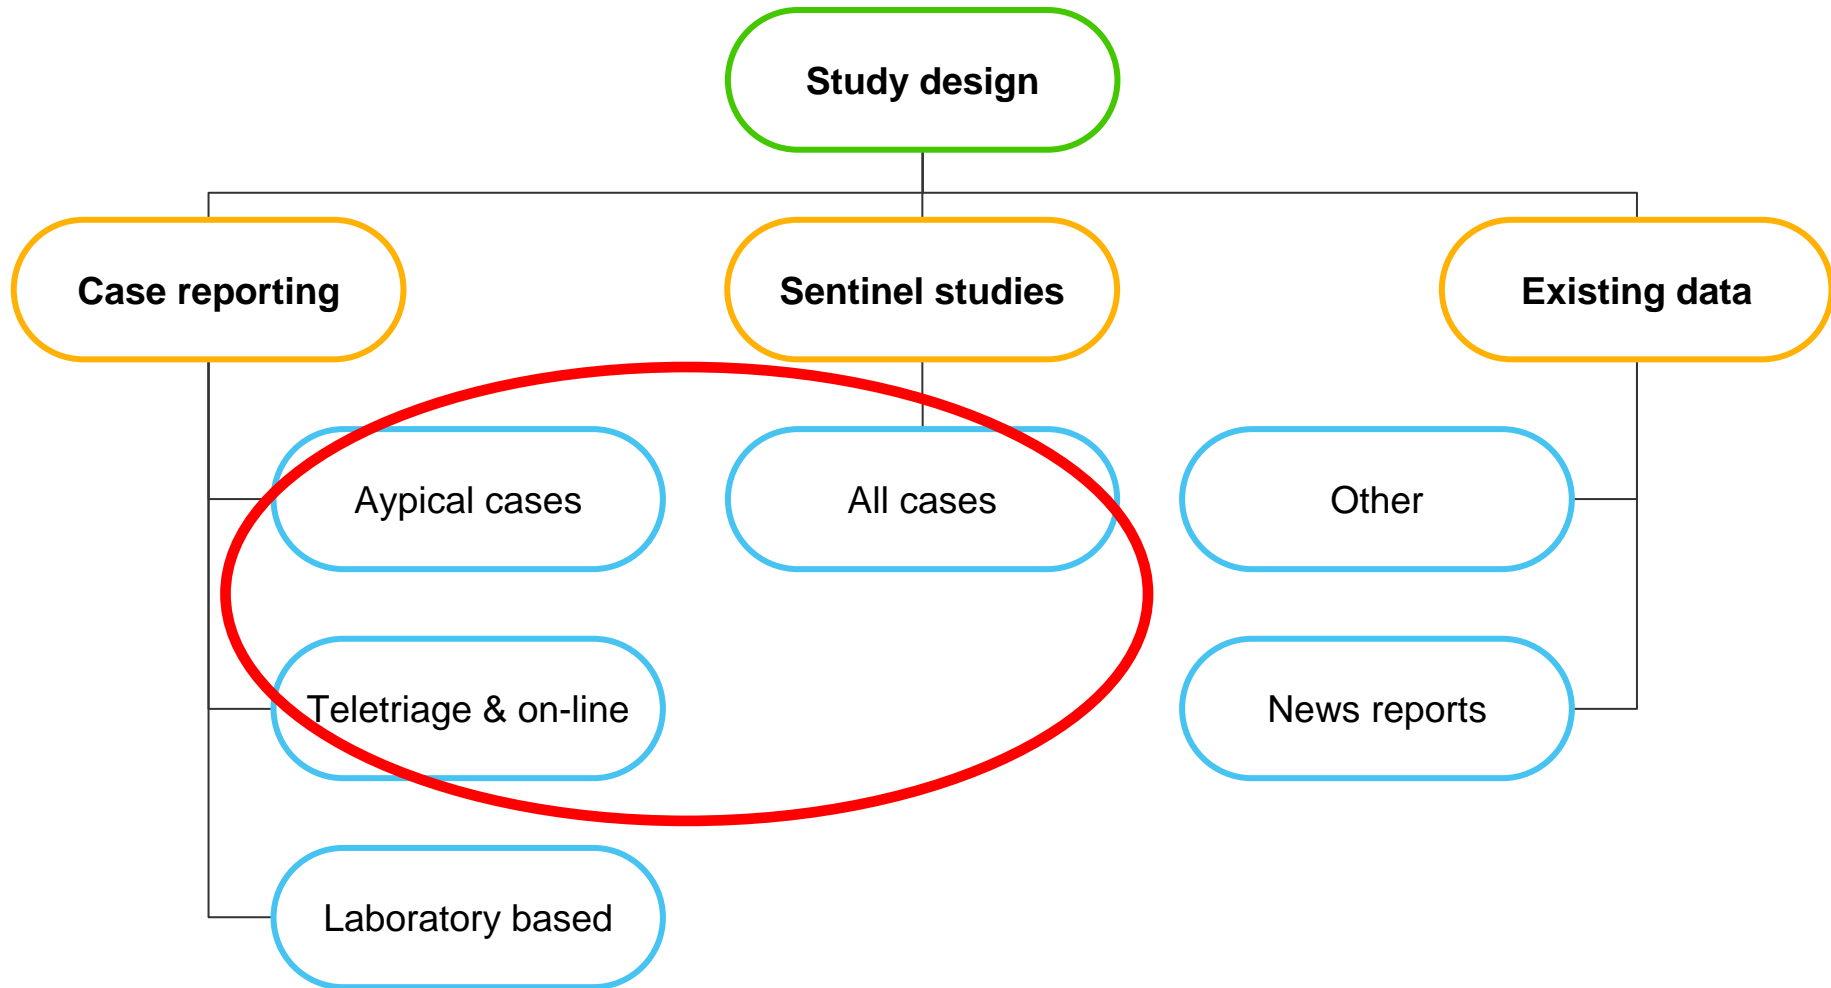 Study design
Case reporting
Sentinel studies
Existing data
Aypical cases
All cases
Other
Teletriage & on-line
News reports
Laboratory based